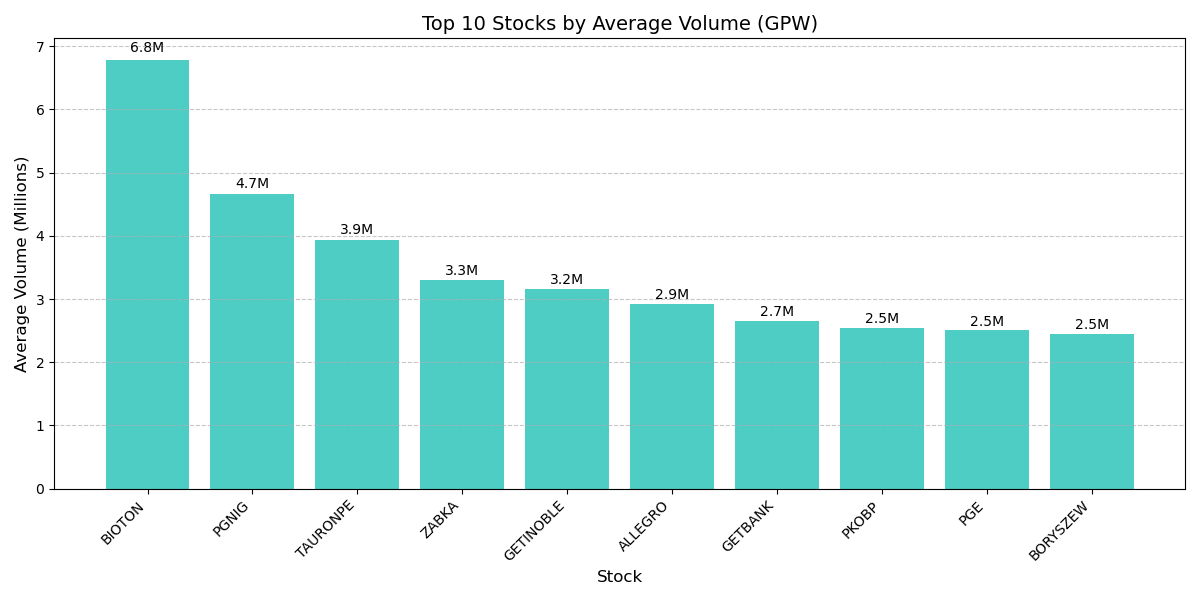 Top 10 Stocks by Average Volume (GPW)
Average Volume (Millions)
7
6
5
4
3
2
1
0
6.8M
4.7M
3.9M
3.3M
3.2M
2.9M
2.7M
2.5M
2.5M
2.5M
BIOTON
PGNIG
TAURONPE
ZABKA
GETINOBLE
ALLEGRO
GETBANK
PKOBP
PGE
BORYSZEW
Stock